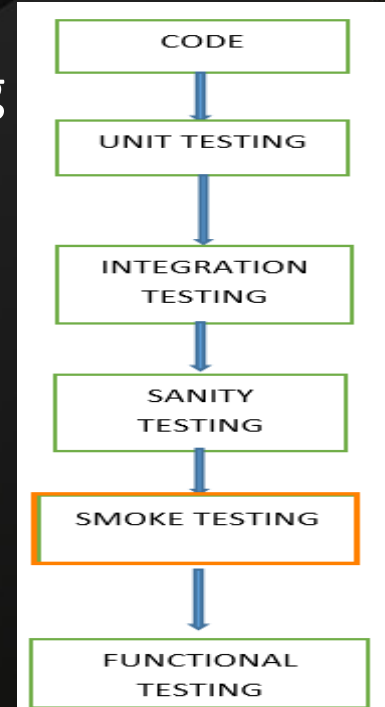 g
CODE
UNIT TESTING
INTEGRATION
TESTING
SANITY
TESTING
SMOKE TESTING
FUNCTIONAL
TESTING